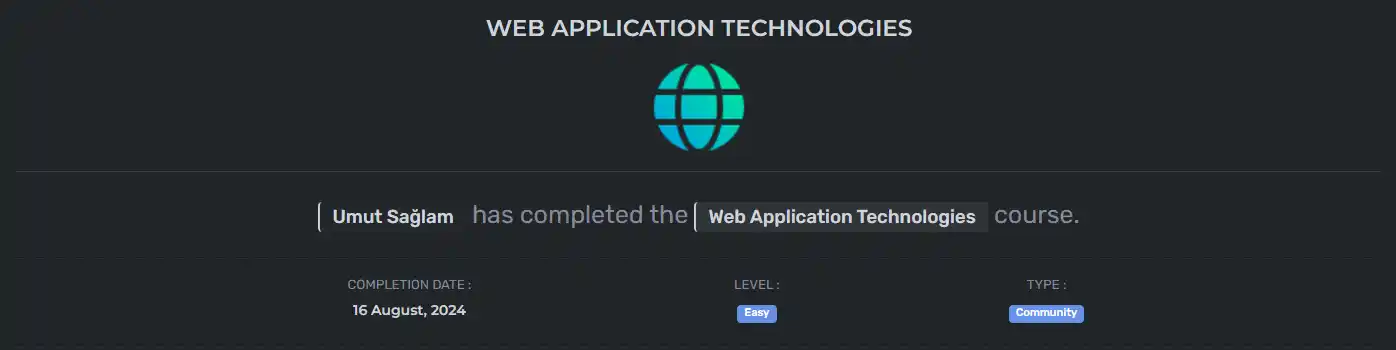 WEB APPLICATION TECHNOLOGIES
Umut Sağlam has completed the Web Application Technologies course.
COMPLETION DATE : LEVEL : TYPE :
16 August, 2024 Easy Community